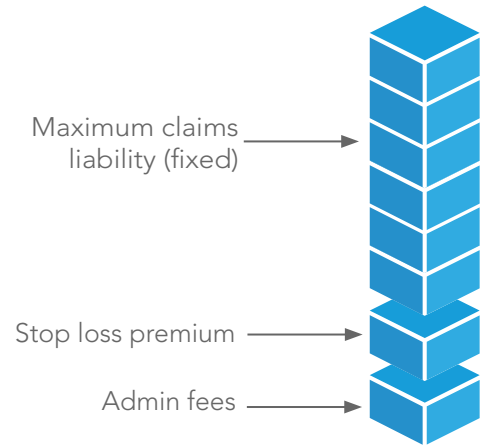 Maximum claims
liability (fixed)
Stop loss premium
Admin fees